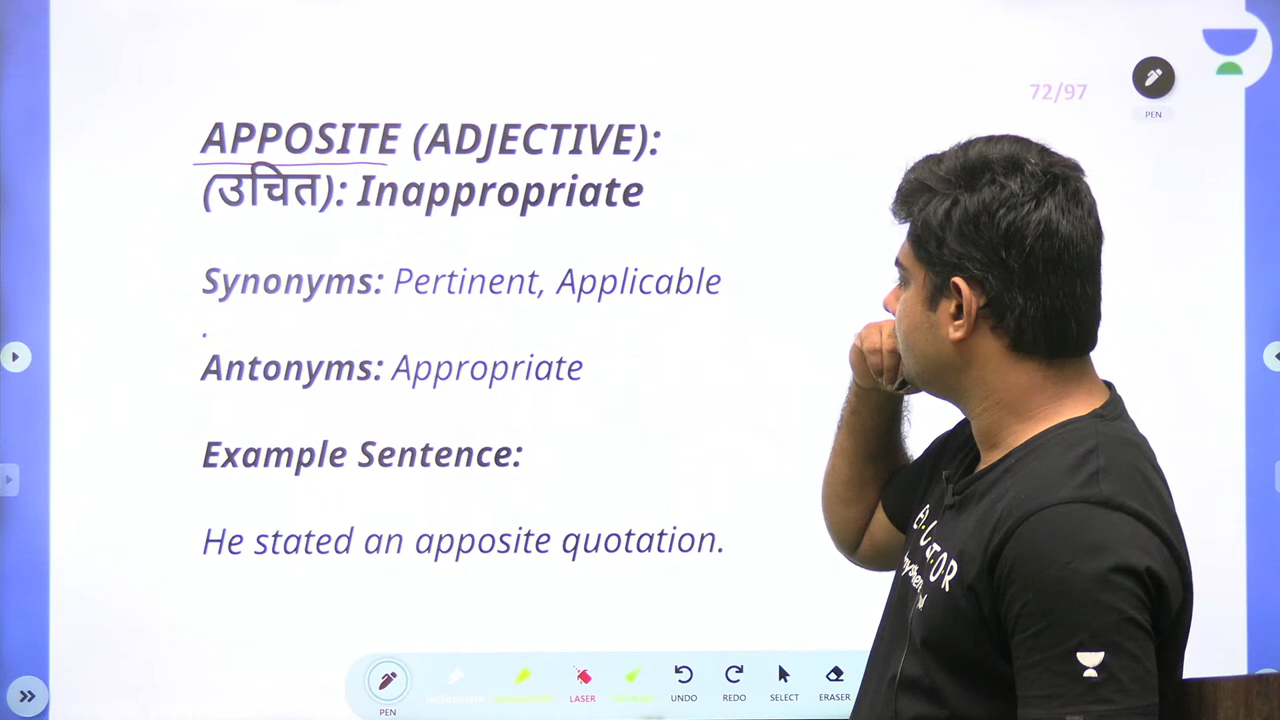 72/97
PEN
APPOSITE (ADJECTIVE):
(उचित): Inappropriate
Synonyms: Pertinent, Applicable
.
Antonyms: Appropriate
Example Sentence:
He stated an apposite quotation.
PEN
LASER
UNDO
REDO
SELECT
ERASER